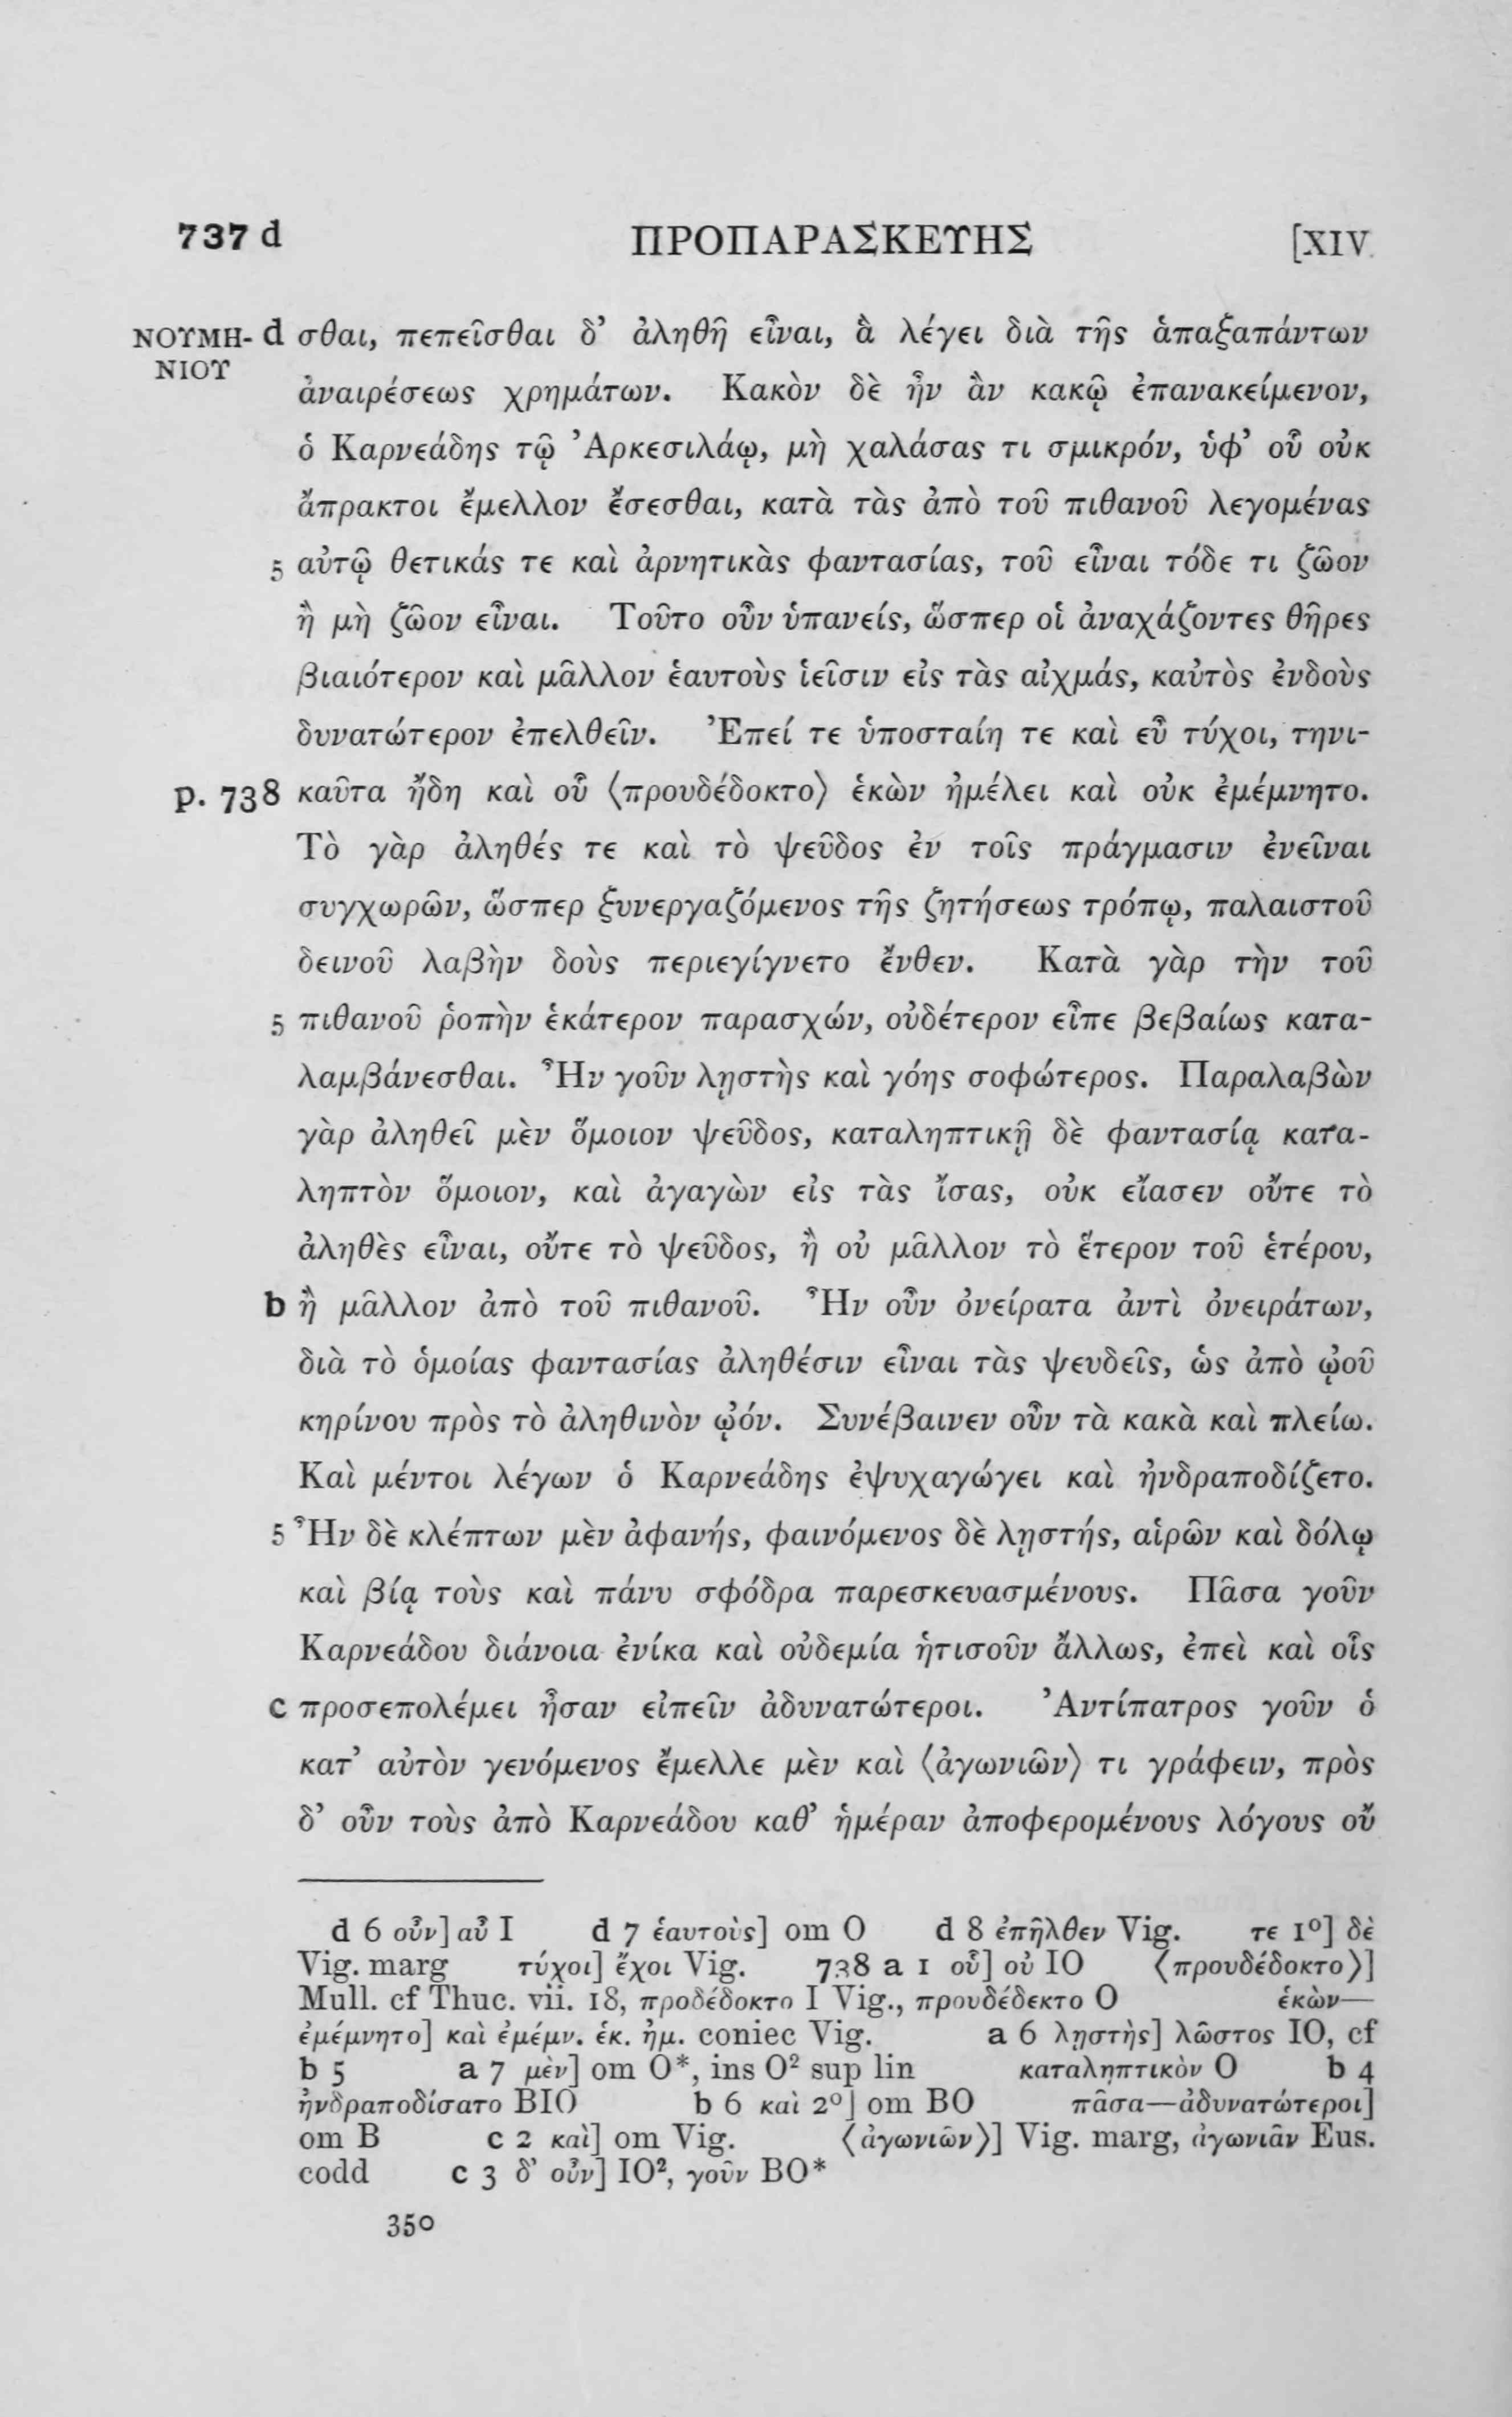 737 d ΠΡΟΠΑΡΑΣΚΕΥΗΣ [XIV
ΝΟΥΜΗ- d σθαι, πεπεῖσθαι δ’ ἀληθῆ εἶναι, ἃ λέγει διὰ τῆς ἁπαξαπάντων
ΝΙΟΥ ἀναιρέσεως χρημάτων. Κακὸν δὲ ἦν ἂν κακῷ ἐπανακείμενον,
ὁ Καρνεάδης τῷ Ἀρκεσιλάῳ, μὴ χαλάσας τι σμικρόν, ὑφ’ οὗ οὐκ
ἄπρακτοι ἔμελλον ἔσεσθαι, κατὰ τὰς ἀπὸ τοῦ πιθανοῦ λεγομένας
5 αὐτῷ θετικάς τε καὶ ἀρνητικὰς φαντασίας, τοῦ εἶναι τόδε τι ζῶον
ἢ μὴ ζῶον εἶναι. Τοῦτο οὖν ὑπανείς, ὥσπερ οἱ ἀναχάζοντες θῆρες
βιαιότερον καὶ μᾶλλον ἑαυτοὺς ἱεῖσιν εἰς τὰς αἰχμάς, καὐτὸς ἐνδοὺς
δυνατώτερον ἐπελθεῖν. Ἐπεί τε ὑποσταίη τε καὶ εὖ τύχοι, τηνι-
p. 738 καῦτα ἤδη καὶ οὗ ⟨προυδέδοκτο⟩ ἑκὼν ἠμέλει καὶ οὐκ ἐμέμνητο.
Τὸ γὰρ ἀληθές τε καὶ τὸ ψεῦδος ἐν τοῖς πράγμασιν ἐνεῖναι
συγχωρῶν, ὥσπερ ξυνεργαζόμενος τῆς ζητήσεως τρόπῳ, παλαιστοῦ
δεινοῦ λαβὴν δοὺς περιεγίγνετο ἔνθεν. Κατὰ γὰρ τὴν τοῦ
5 πιθανοῦ ῥοπὴν ἑκάτερον παρασχών, οὐδέτερον εἶπε βεβαίως κατα-
λαμβάνεσθαι. Ἦν γοῦν λῃστὴς καὶ γόης σοφώτερος. Παραλαβὼν
γὰρ ἀληθεῖ μὲν ὅμοιον ψεῦδος, καταληπτικῇ δὲ φαντασίᾳ κατα-
ληπτὸν ὅμοιον, καὶ ἀγαγὼν εἰς τὰς ἴσας, οὐκ εἴασεν οὔτε τὸ
ἀληθὲς εἶναι, οὔτε τὸ ψεῦδος, ἢ οὐ μᾶλλον τὸ ἕτερον τοῦ ἑτέρου,
b ἢ μᾶλλον ἀπὸ τοῦ πιθανοῦ. Ἦν οὖν ὀνείρατα ἀντὶ ὀνειράτων,
διὰ τὸ ὁμοίας φαντασίας ἀληθέσιν εἶναι τὰς ψευδεῖς, ὡς ἀπὸ ᾠοῦ
κηρίνου πρὸς τὸ ἀληθινὸν ᾠόν. Συνέβαινεν οὖν τὰ κακὰ καὶ πλείω.
Καὶ μέντοι λέγων ὁ Καρνεάδης ἐψυχαγώγει καὶ ἠνδραποδίζετο.
5 Ἦν δὲ κλέπτων μὲν ἀφανής, φαινόμενος δὲ λῃστής, αἱρῶν καὶ δόλῳ
καὶ βίᾳ τοὺς καὶ πάνυ σφόδρα παρεσκευασμένους. Πᾶσα γοῦν
Καρνεάδου διάνοια ἐνίκα καὶ οὐδεμία ἡτισοῦν ἄλλως, ἐπεὶ καὶ οἷς
c προσεπολέμει ἦσαν εἰπεῖν ἀδυνατώτεροι. Ἀντίπατρος γοῦν ὁ
κατ’ αὐτὸν γενόμενος ἔμελλε μὲν καὶ ⟨ἀγωνιῶν⟩ τι γράφειν, πρὸς
δ’ οὖν τοὺς ἀπὸ Καρνεάδου καθ’ ἡμέραν ἀποφερομένους λόγους οὔ
d 6 οὖν] αὖ I d 7 ἑαυτοὺς] om O d 8 ἐπῆλθεν Vig. τε 1º] δὲ
Vig. marg τύχοι] ἔχοι Vig. 738 a 1 οὗ] οὐ IO ⟨προυδέδοκτο⟩]
Mull. cf Thuc. vii. 18, προδέδοκτο I Vig., προυδέδεκτο O ἑκὼν—
ἐμέμνητο] καὶ ἐμέμν. ἑκ. ἠμ. coniec Vig. a 6 λῃστὴς] λῶστος IO, cf
b 5 a 7 μὲν] om O*, ins O² sup lin καταληπτικὸν O b 4
ἠνδραποδίσατο BIO b 6 καὶ 2º] om BO πᾶσα—ἀδυνατώτεροι]
om B c 2 καὶ] om Vig. ⟨ἀγωνιῶν⟩] Vig. marg, ἀγωνιᾶν Eus.
codd c 3 δ’ οὖν] IO², γοῦν BO*
350